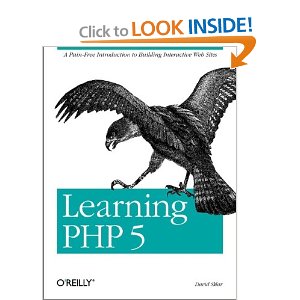 Click to LOOK INSIDE!
A Pain-Free Introduction to Building Interactive Web Sites
Learning
PHP 5
O'REILLY®
David Sklar